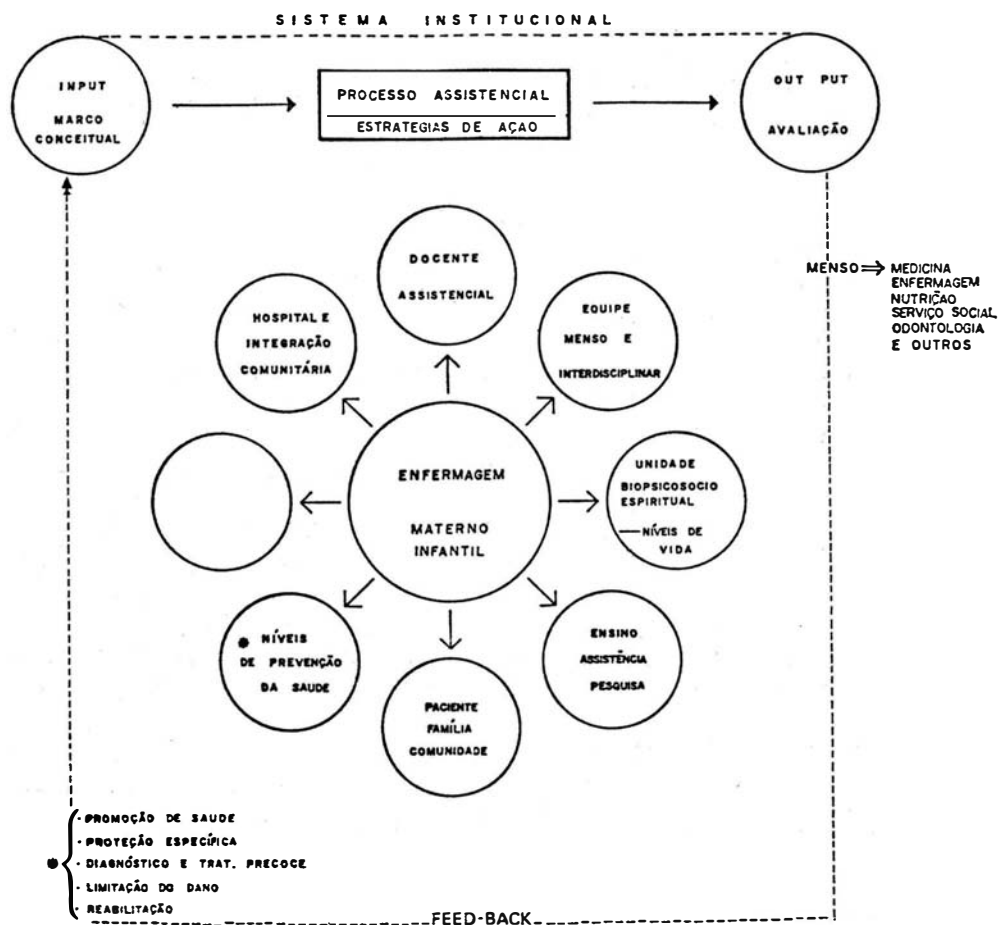 SISTEMA INSTITUCIONAL
INPUT
MARCO
CONCEITUAL
PROCESSO ASSISTENCIAL
ESTRATEGIAS DE AÇAO
OUT PUT
AVALIAÇÃO
MENSO ⇒ MEDICINA
ENFERMAGEM
NUTRIÇAO
SERVIÇO SOCIAL,
ODONTOLOGIA
E OUTROS
DOCENTE
ASSISTENCIAL
HOSPITAL E
INTEGRAÇÃO
COMUNITÁRIA
EQUIPE
MENSO E
INTERDISCIPLINAR
ENFERMAGEM
MATERNO
INFANTIL
UNIDADE
BIOPSICOSOCIO
ESPIRITUAL
— NÍVEIS DE
VIDA
● NÍVEIS
DE PREVENÇÃO
DA SAUDE
PACIENTE
FAMÍLIA
COMUNIDADE
ENSINO
ASSISTÊNCIA
PESQUISA
· PROMOÇÃO DE SAUDE
· PROTEÇÃO ESPECÍFICA
● · DIAGNÓSTICO E TRAT. PRECOCE
· LIMITAÇÃO DO DANO
· REABILITAÇÃO
FEED-BACK